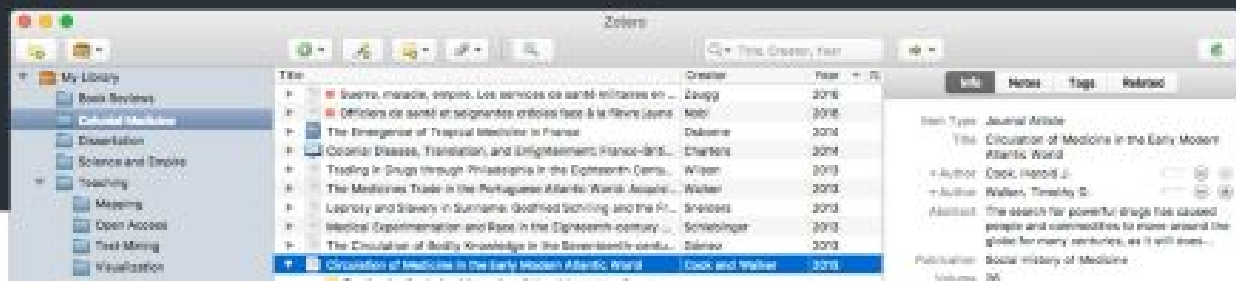 Zotero
Title, Creator, Year
My Library
Book Reviews
Colonial Medicine
Dissertation
Science and Empire
Teaching
Mapping
Open Access
Text Mining
Visualization
Title Creator Year
Guerre, maladie, empire. Les services de santé militaires en ... Zaugg 2016
Officiers de santé et soignantes créoles face à la fièvre jaune 2016
The Emergence of Tropical Medicine in France Osborne 2014
Colonial Disease, Translation, and Enlightenment: Franco-Briti... Charters 2014
Trading in Drugs through Philadelphia in the Eighteenth Centu... Wilson 2013
The Medicines Trade in the Portuguese Atlantic World: Acquisi... Walker 2013
Leprosy and Slavery in Suriname: Godfried Schilling and the Fr... Snelders 2013
Medical Experimentation and Race in the Eighteenth-century ... Schiebinger 2013
The Circulation of Bodily Knowledge in the Seventeenth-centu... Gómez 2013
Circulation of Medicine in the Early Modern Atlantic World Cook and Walker 2013
Info Notes Tags Related
Item Type Journal Article
Title Circulation of Medicine in the Early Modern
Atlantic World
Author Cook, Harold J.
Author Walker, Timothy D.
Abstract The search for powerful drugs has caused
people and commodities to move around the
globe for many centuries, as it still does...
Publication Social History of Medicine
Volume 26